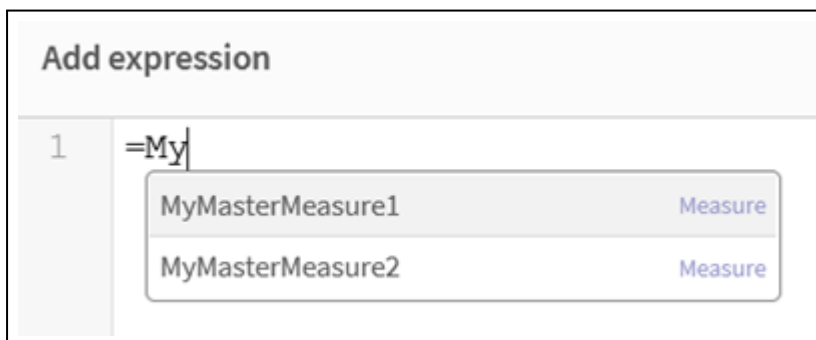 Add expression
1 =My
MyMasterMeasure1 Measure
MyMasterMeasure2 Measure